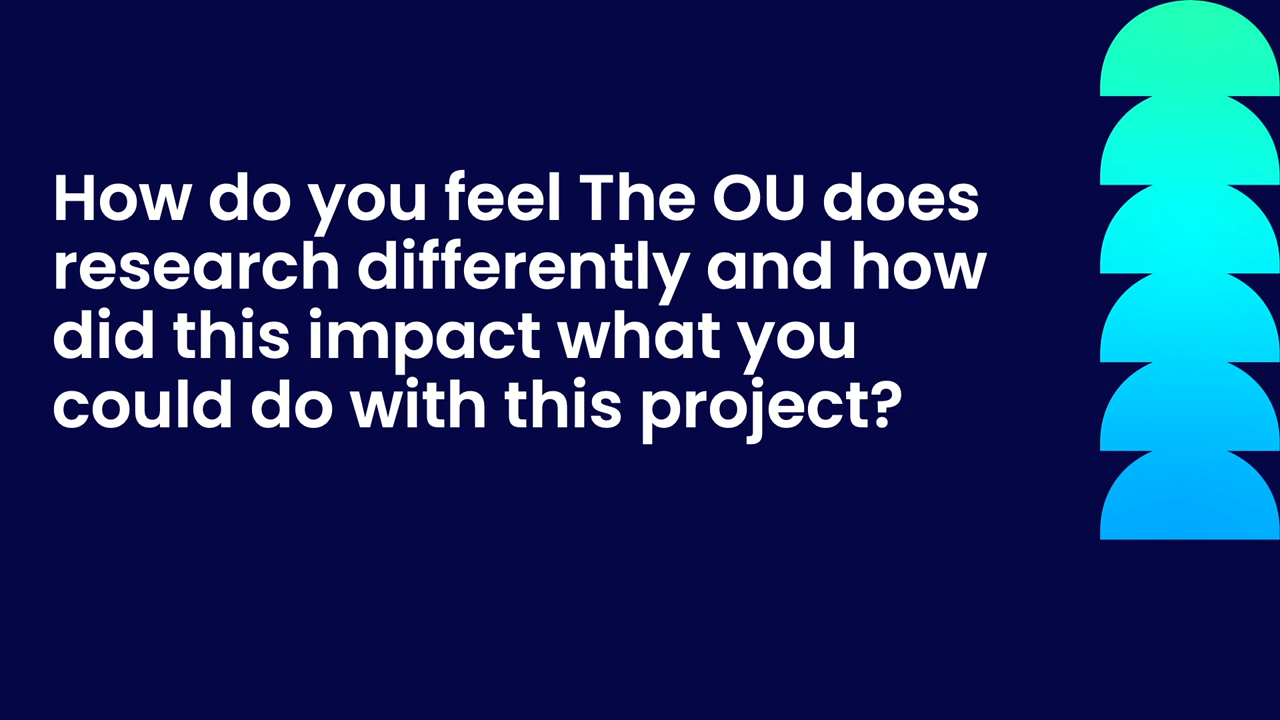 How do you feel The OU does
research differently and how
did this impact what you
could do with this project?